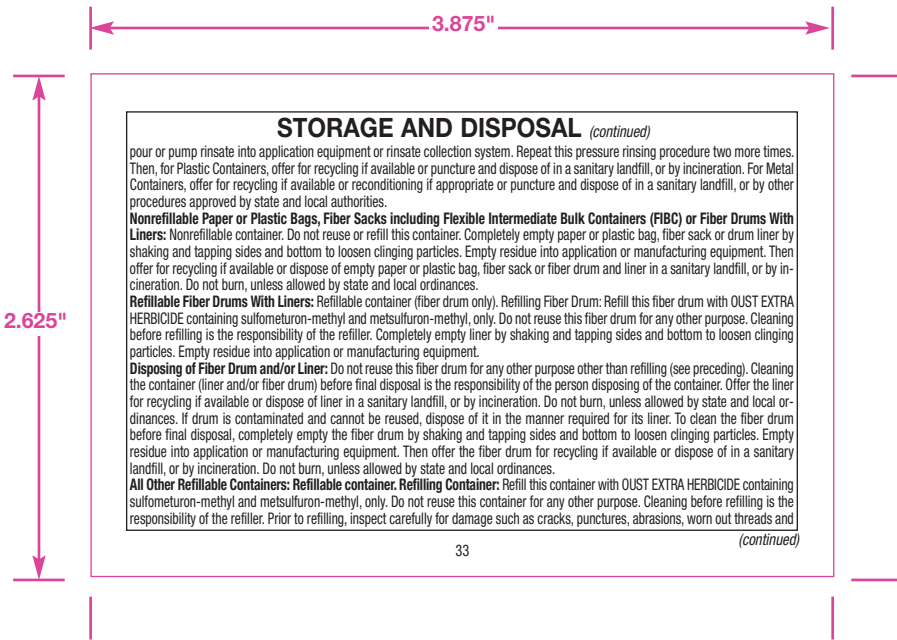 3.875"
2.625"
STORAGE AND DISPOSAL (continued)
pour or pump rinsate into application equipment or rinsate collection system. Repeat this pressure rinsing procedure two more times.
Then, for Plastic Containers, offer for recycling if available or puncture and dispose of in a sanitary landfill, or by incineration. For Metal
Containers, offer for recycling if available or reconditioning if appropriate or puncture and dispose of in a sanitary landfill, or by other
procedures approved by state and local authorities.
Nonrefillable Paper or Plastic Bags, Fiber Sacks including Flexible Intermediate Bulk Containers (FIBC) or Fiber Drums With
Liners: Nonrefillable container. Do not reuse or refill this container. Completely empty paper or plastic bag, fiber sack or drum liner by
shaking and tapping sides and bottom to loosen clinging particles. Empty residue into application or manufacturing equipment. Then
offer for recycling if available or dispose of empty paper or plastic bag, fiber sack or fiber drum and liner in a sanitary landfill, or by in-
cineration. Do not burn, unless allowed by state and local ordinances.
Refillable Fiber Drums With Liners: Refillable container (fiber drum only). Refilling Fiber Drum: Refill this fiber drum with OUST EXTRA
HERBICIDE containing sulfometuron-methyl and metsulfuron-methyl, only. Do not reuse this fiber drum for any other purpose. Cleaning
before refilling is the responsibility of the refiller. Completely empty liner by shaking and tapping sides and bottom to loosen clinging
particles. Empty residue into application or manufacturing equipment.
Disposing of Fiber Drum and/or Liner: Do not reuse this fiber drum for any other purpose other than refilling (see preceding). Cleaning
the container (liner and/or fiber drum) before final disposal is the responsibility of the person disposing of the container. Offer the liner
for recycling if available or dispose of liner in a sanitary landfill, or by incineration. Do not burn, unless allowed by state and local or-
dinances. If drum is contaminated and cannot be reused, dispose of it in the manner required for its liner. To clean the fiber drum
before final disposal, completely empty the fiber drum by shaking and tapping sides and bottom to loosen clinging particles. Empty
residue into application or manufacturing equipment. Then offer the fiber drum for recycling if available or dispose of in a sanitary
landfill, or by incineration. Do not burn, unless allowed by state and local ordinances.
All Other Refillable Containers: Refillable container. Refilling Container: Refill this container with OUST EXTRA HERBICIDE containing
sulfometuron-methyl and metsulfuron-methyl, only. Do not reuse this container for any other purpose. Cleaning before refilling is the
responsibility of the refiller. Prior to refilling, inspect carefully for damage such as cracks, punctures, abrasions, worn out threads and
(continued)
33